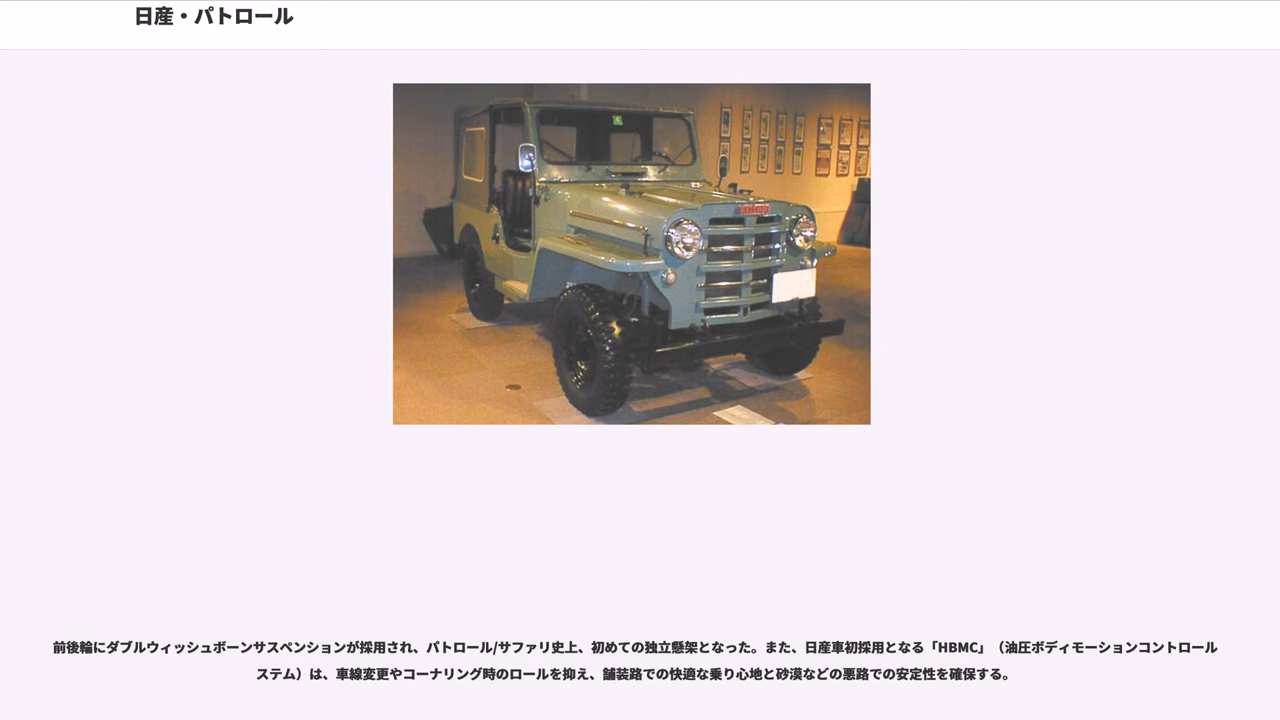 日産・パトロール
前後輪にダブルウィッシュボーンサスペンションが採用され、パトロール/サファリ史上、初めての独立懸架となった。また、日産車初採用となる「HBMC」（油圧ボディモーションコントロール
ステム）は、車線変更やコーナリング時のロールを抑え、舗装路での快適な乗り心地と砂漠などの悪路での安定性を確保する。